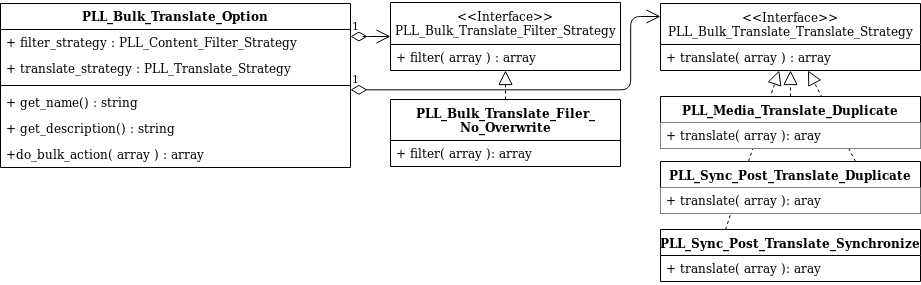 PLL_Bulk_Translate_Option
+ filter_strategy : PLL_Content_Filter_Strategy
+ translate_strategy : PLL_Translate_Strategy
+ get_name() : string
+ get_description() : string
+do_bulk_action( array ) : array
1
1
<<Interface>>
PLL_Bulk_Translate_Filter_Strategy
+ filter( array ) : array
PLL_Bulk_Translate_Filer_
No_Overwrite
+ filter( array ): array
<<Interface>>
PLL_Bulk_Translate_Translate_Strategy
+ translate( array ) : array
PLL_Media_Translate_Duplicate
+ translate( array ): aray
PLL_Sync_Post_Translate_Duplicate
+ translate( array ): aray
PLL_Sync_Post_Translate_Synchronize
+ translate( array ): aray